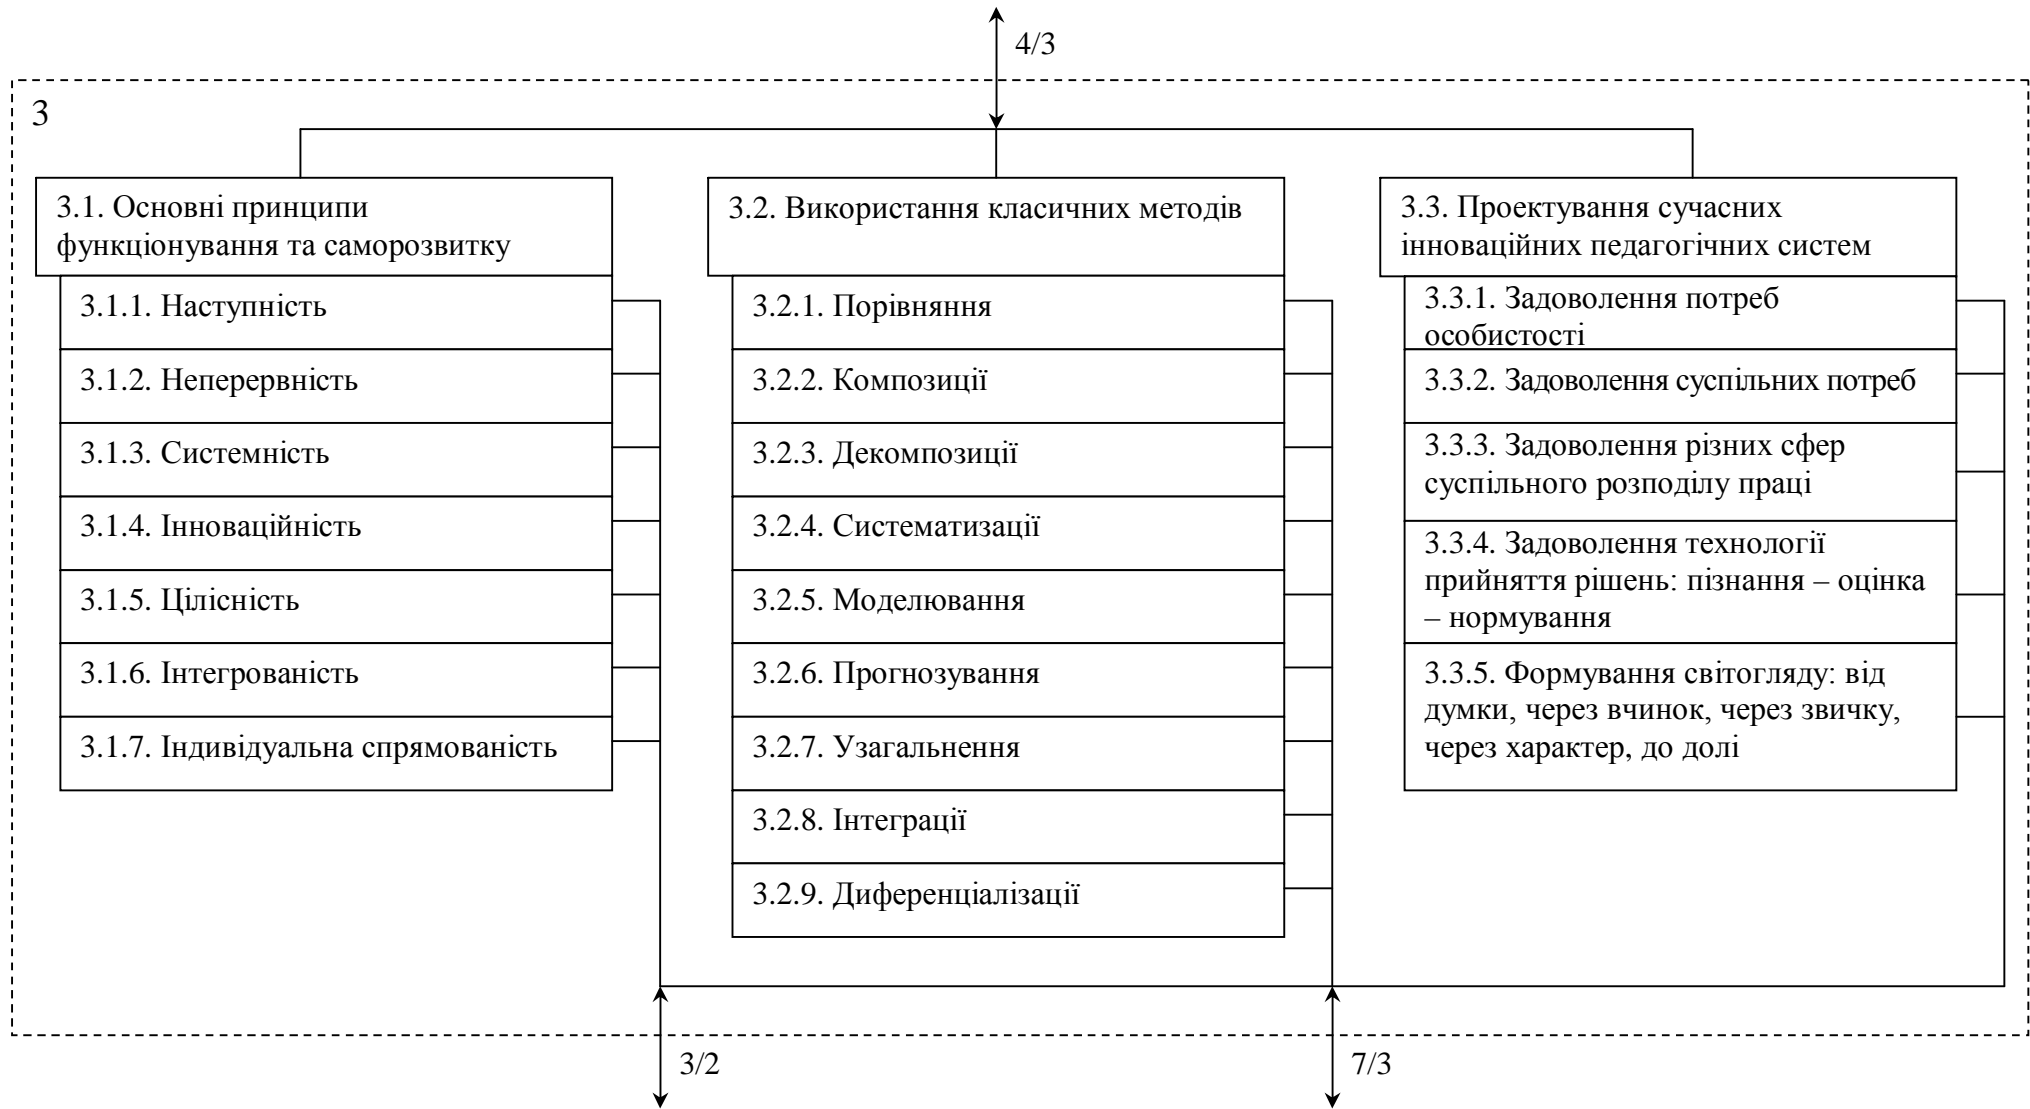 4/3
3
3.1. Основні принципи
функціонування та саморозвитку
3.1.1. Наступність
3.1.2. Неперервність
3.1.3. Системність
3.1.4. Інноваційність
3.1.5. Цілісність
3.1.6. Інтегрованість
3.1.7. Індивідуальна спрямованість
3.2. Використання класичних методів
3.2.1. Порівняння
3.2.2. Композиції
3.2.3. Декомпозиції
3.2.4. Систематизації
3.2.5. Моделювання
3.2.6. Прогнозування
3.2.7. Узагальнення
3.2.8. Інтеграції
3.2.9. Диференціалізації
3.3. Проектування сучасних
інноваційних педагогічних систем
3.3.1. Задоволення потреб
особистості
3.3.2. Задоволення суспільних потреб
3.3.3. Задоволення різних сфер
суспільного розподілу праці
3.3.4. Задоволення технології
прийняття рішень: пізнання – оцінка
– нормування
3.3.5. Формування світогляду: від
думки, через вчинок, через звичку,
через характер, до долі
3/2
7/3